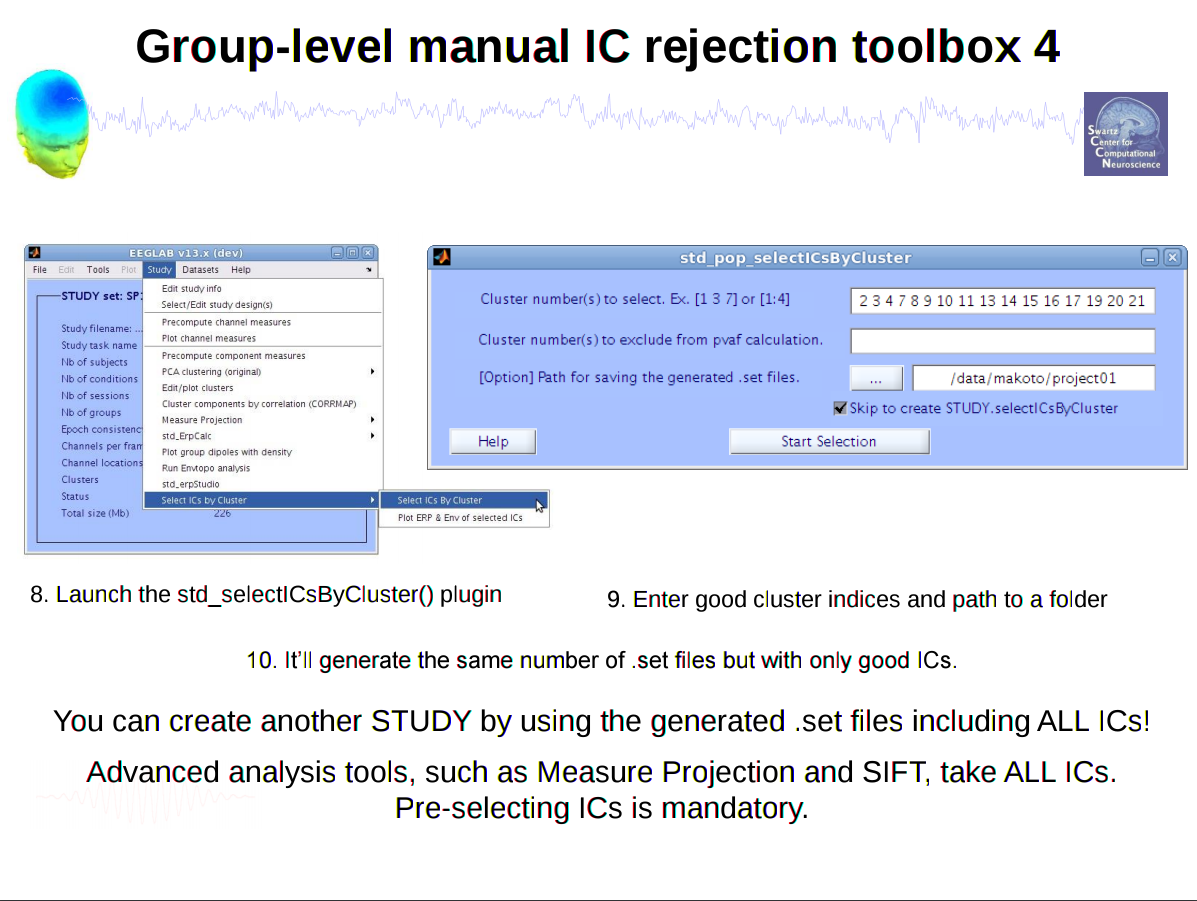 Group-level manual IC rejection toolbox 4
Swartz
Center for
Computational
Neuroscience
EEGLAB v13.x (dev)
File Edit Tools Plot Study Datasets Help
STUDY set: SP
Study filename: ...
Study task name
Nb of subjects
Nb of conditions
Nb of sessions
Nb of groups
Epoch consistency
Channels per fram
Channel locations
Clusters
Status
Total size (Mb) 226
Edit study info
Select/Edit study design(s)
Precompute channel measures
Plot channel measures
Precompute component measures
PCA clustering (original)
Edit/plot clusters
Cluster components by correlation (CORRMAP)
Measure Projection
std_ErpCalc
Plot group dipoles with density
Run Envtopo analysis
std_erpStudio
Select ICs by Cluster
Select ICs By Cluster
Plot ERP & Env of selected ICs
std_pop_selectICsByCluster
Cluster number(s) to select. Ex. [1 3 7] or [1:4]
2 3 4 7 8 9 10 11 13 14 15 16 17 19 20 21
Cluster number(s) to exclude from pvaf calculation.
[Option] Path for saving the generated .set files.
... /data/makoto/project01
Skip to create STUDY.selectICsByCluster
Help Start Selection
8. Launch the std_selectICsByCluster() plugin
9. Enter good cluster indices and path to a folder
10. It’ll generate the same number of .set files but with only good ICs.
You can create another STUDY by using the generated .set files including ALL ICs!
Advanced analysis tools, such as Measure Projection and SIFT, take ALL ICs.
Pre-selecting ICs is mandatory.